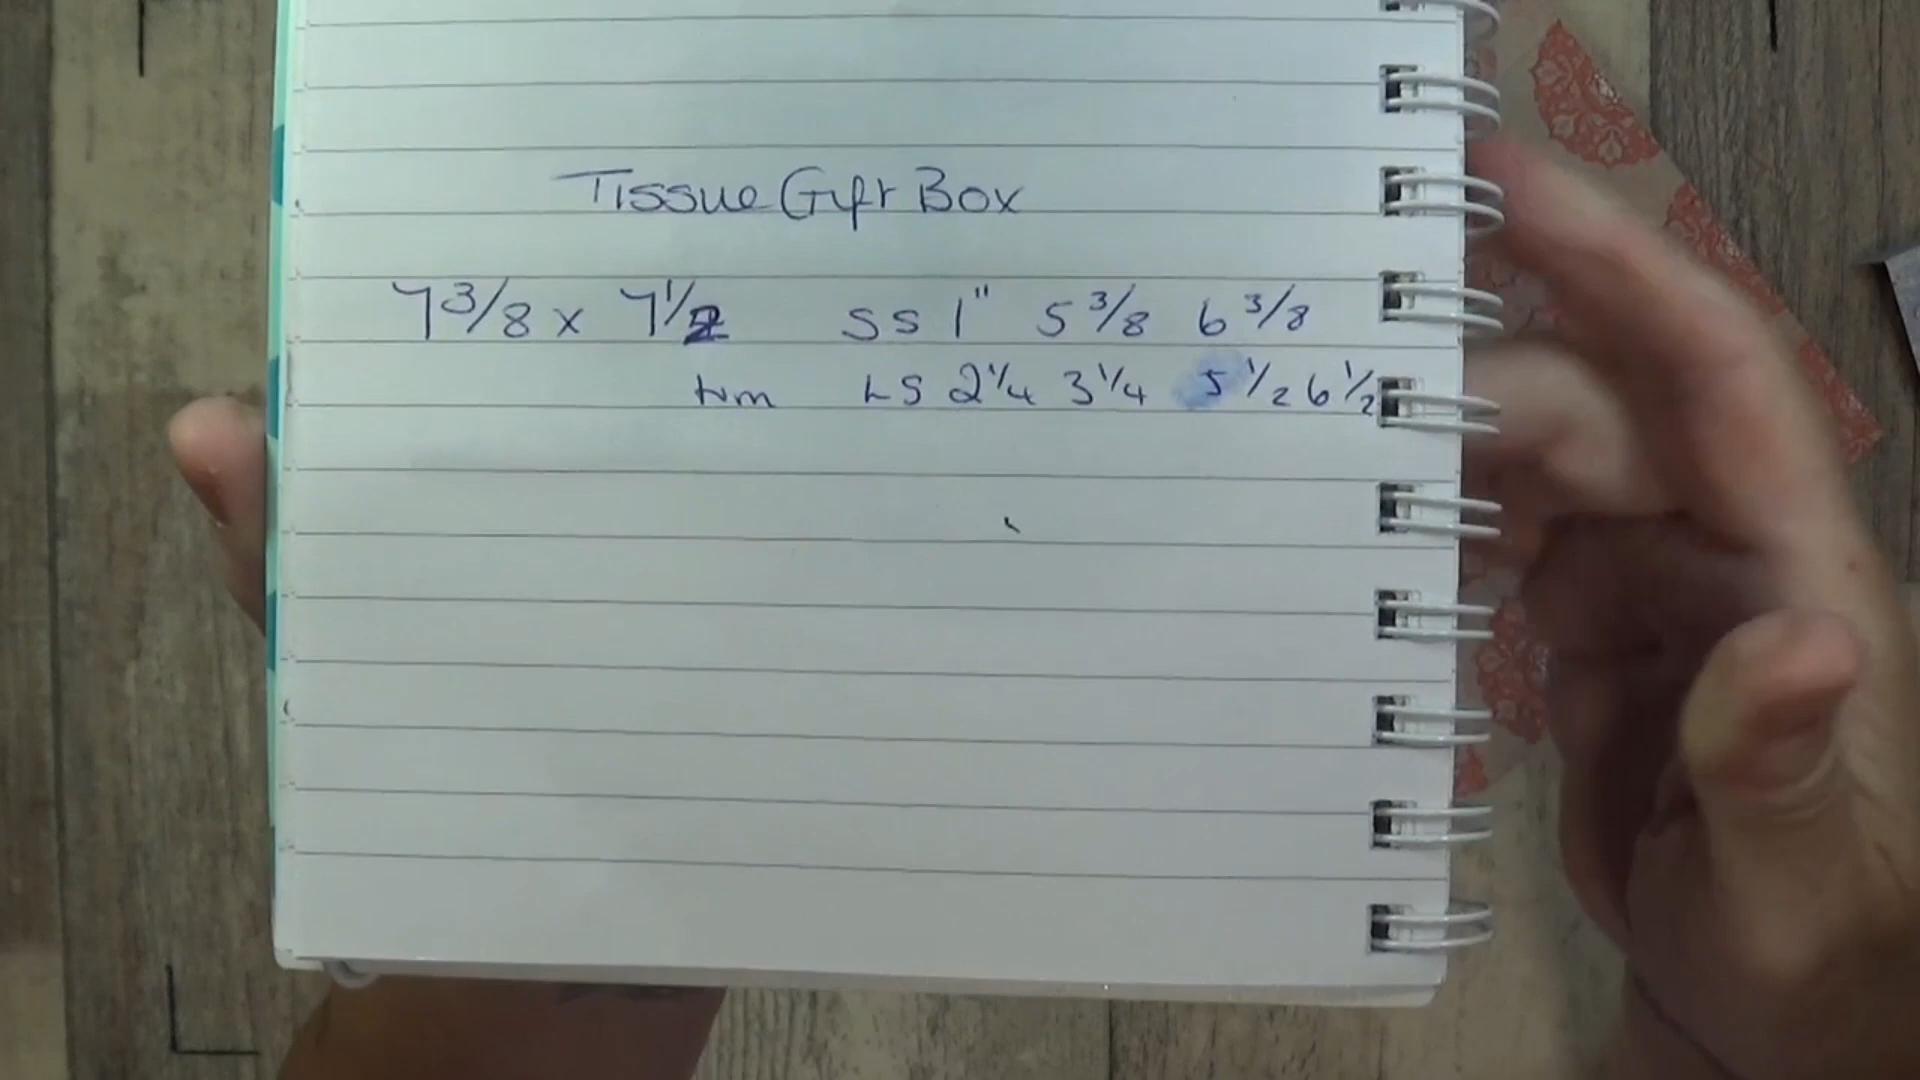 Tissue Gift Box
7 3/8 x 7 1/2 SS 1" 5 3/8 6 3/8
LS 2 1/4 3 1/4 5 1/2 6 1/2